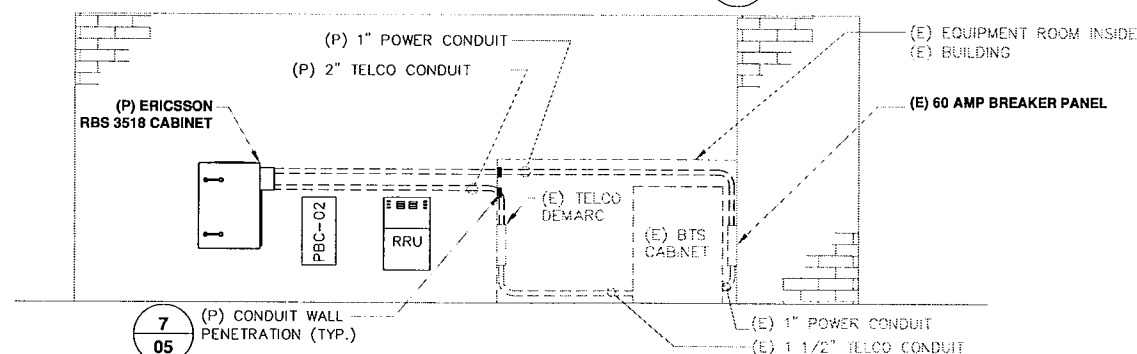 (P) 1" POWER CONDUIT
(P) 2" TELCO CONDUIT
(E) EQUIPMENT ROOM INSIDE
(E) BUILDING
(P) ERICSSON
RBS 3518 CABINET
(E) 60 AMP BREAKER PANEL
(E) TELCO
DEMARC
PBC-02
RRU
(E) BTS
CABINET
7
05
(P) CONDUIT WALL
PENETRATION (TYP.)
(E) 1" POWER CONDUIT
(E) 1 1/2" TELCO CONDUIT